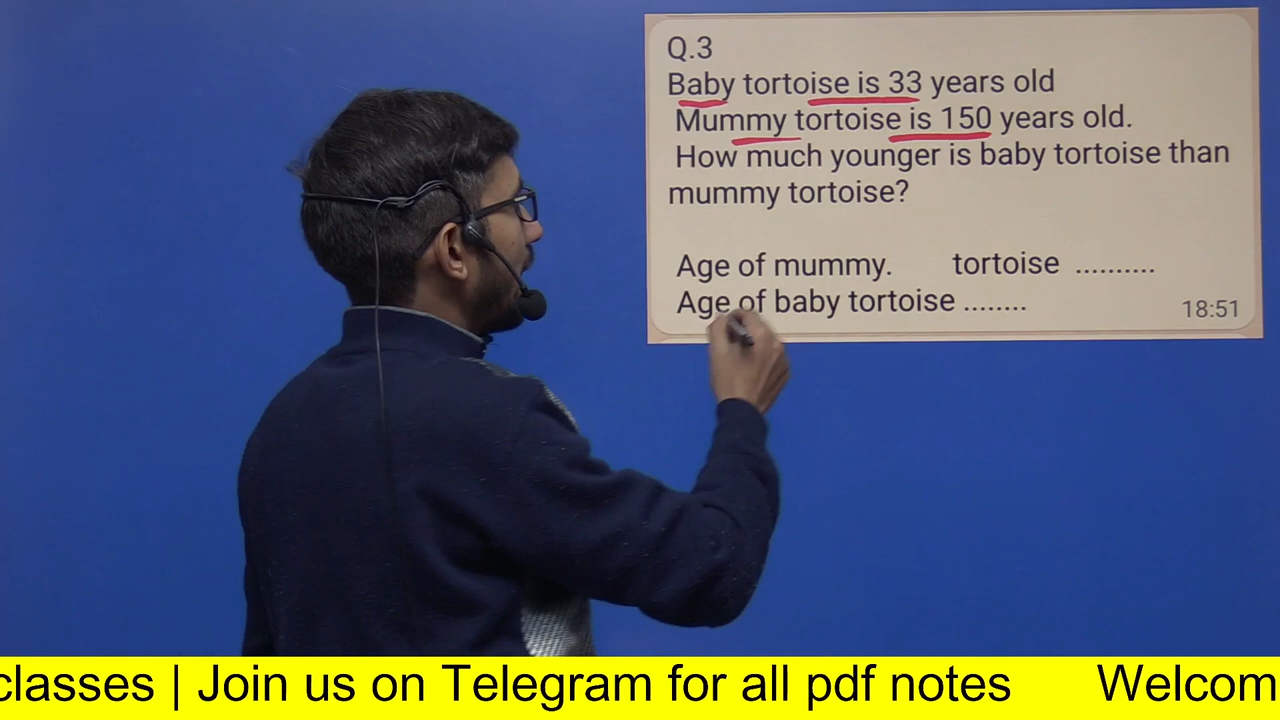 Q.3
Baby tortoise is 33 years old
Mummy tortoise is 150 years old.
How much younger is baby tortoise than
mummy tortoise?
Age of mummy. tortoise ..........
Age of baby tortoise ........
18:51
classes | Join us on Telegram for all pdf notes Welcom